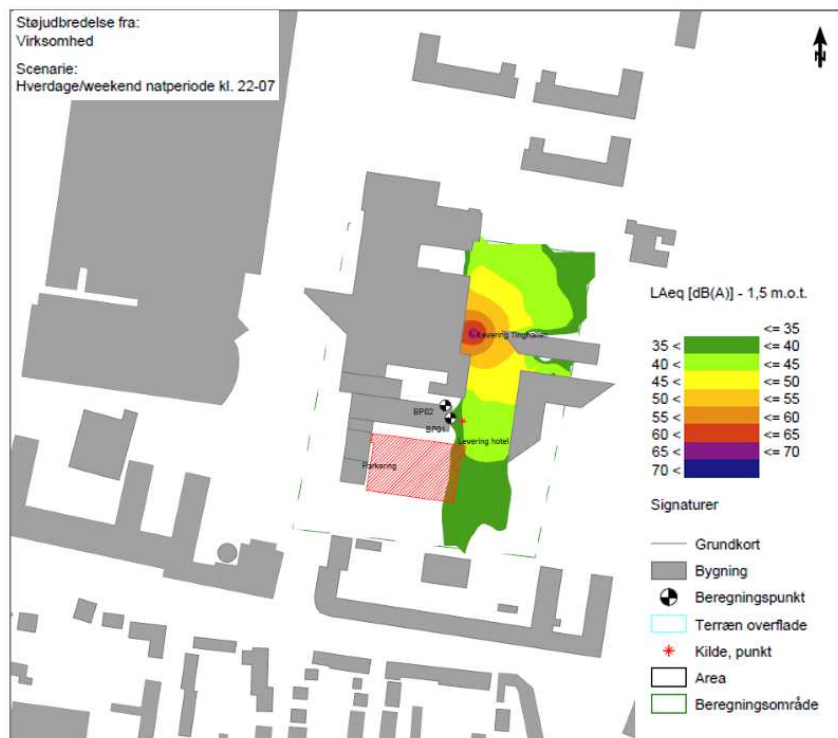 Støjudbredelse fra:
Virksomhed
Scenarie:
Hverdage/weekend natperiode kl. 22-07
N
Levering Tinghallen
BP02
BP01
Levering hotel
Parkering
LAeq [dB(A)] - 1,5 m.o.t.
<= 35
35 < <= 40
40 < <= 45
45 < <= 50
50 < <= 55
55 < <= 60
60 < <= 65
65 < <= 70
70 <
Signaturer
Grundkort
Bygning
Beregningspunkt
Terræn overflade
Kilde, punkt
Area
Beregningsområde